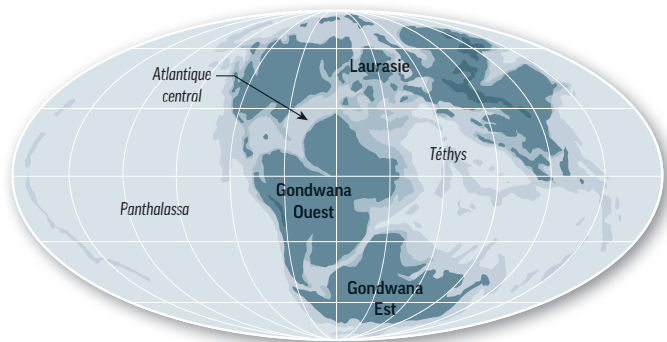 Laurasie
Atlantique
central
Téthys
Gondwana
Ouest
Panthalassa
Gondwana
Est